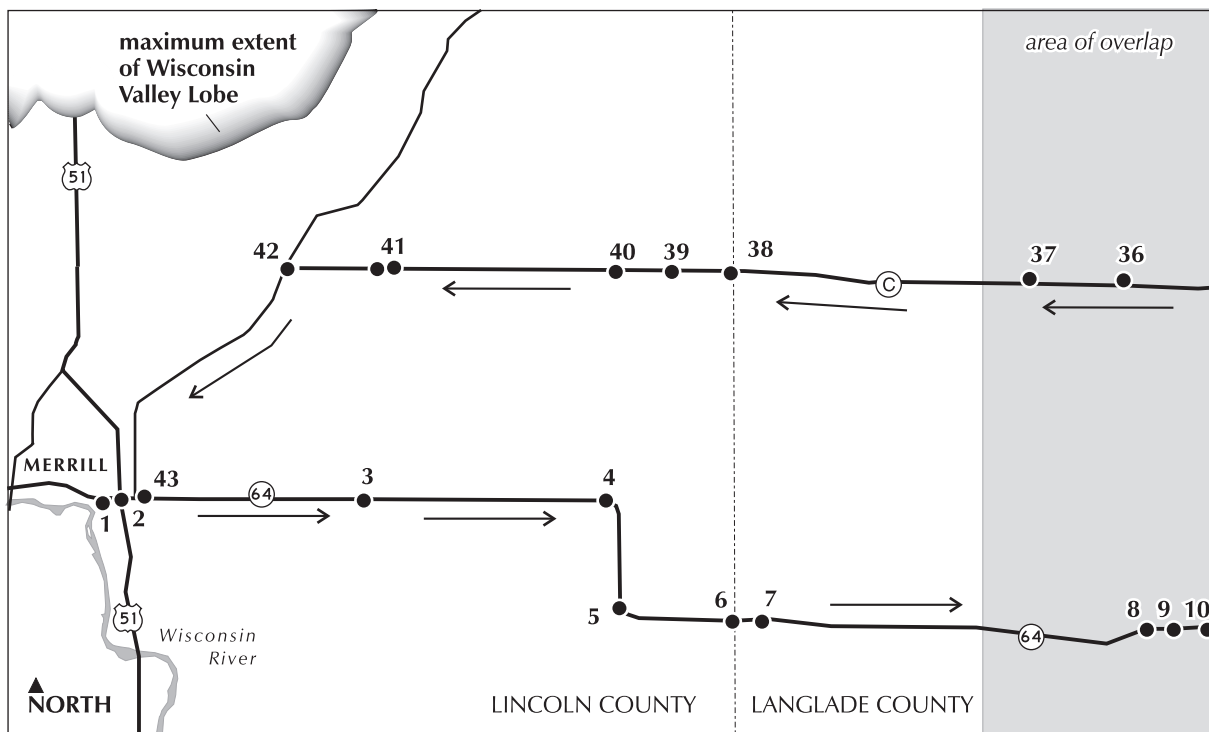 maximum extent
of Wisconsin
Valley Lobe
area of overlap
51
42
41
40
39
38
37
36
C
MERRILL
43
64
3
4
1
2
5
6
7
8
9
10
64
51
Wisconsin
River
NORTH
LINCOLN COUNTY
LANGLADE COUNTY